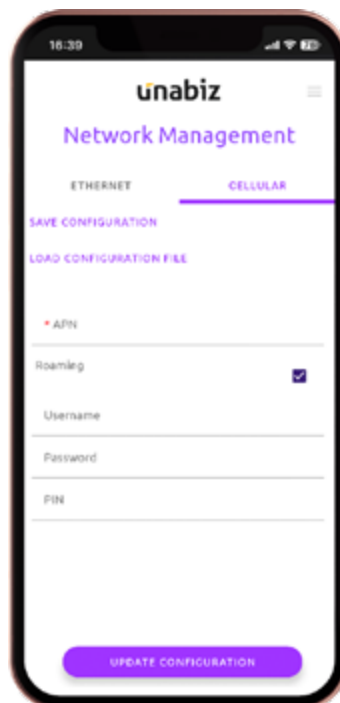 16:39
unabiz
Network Management
ETHERNET CELLULAR
SAVE CONFIGURATION
LOAD CONFIGURATION FILE
* APN
Roaming
Username
Password
PIN
UPDATE CONFIGURATION